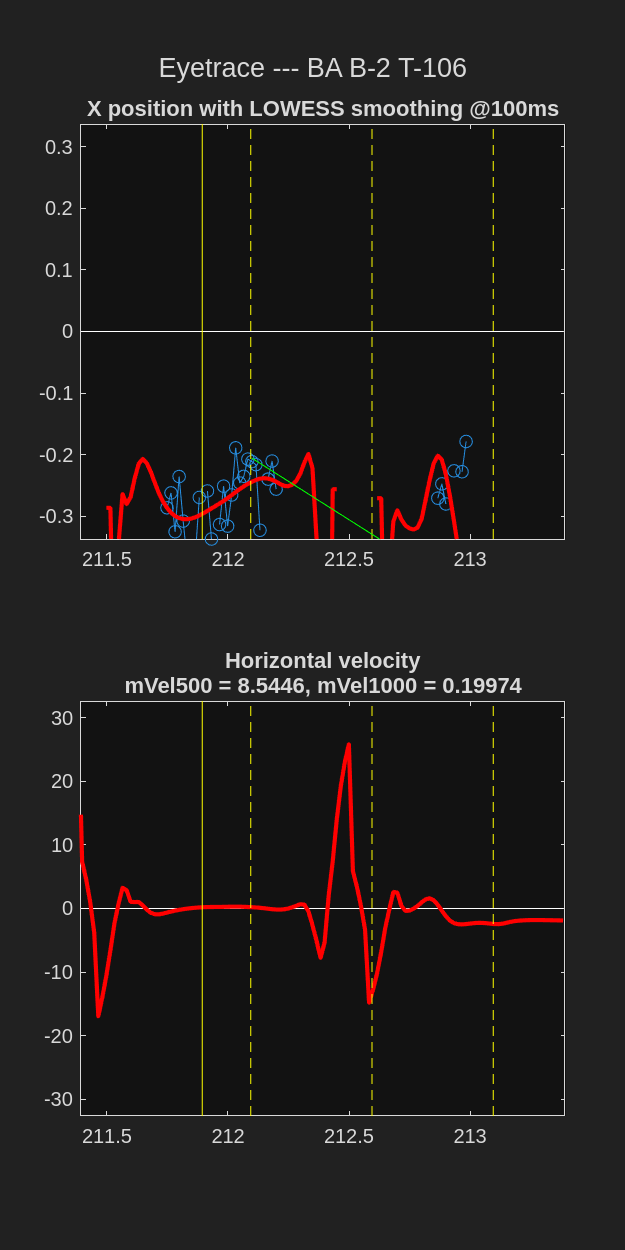 Eyetrace --- BA B-2 T-106
X position with LOWESS smoothing @100ms
0.3
0.2
0.1
0
-0.1
-0.2
-0.3
211.5 212 212.5 213
Horizontal velocity
mVel500 = 8.5446, mVel1000 = 0.19974
30
20
10
0
-10
-20
-30
211.5 212 212.5 213